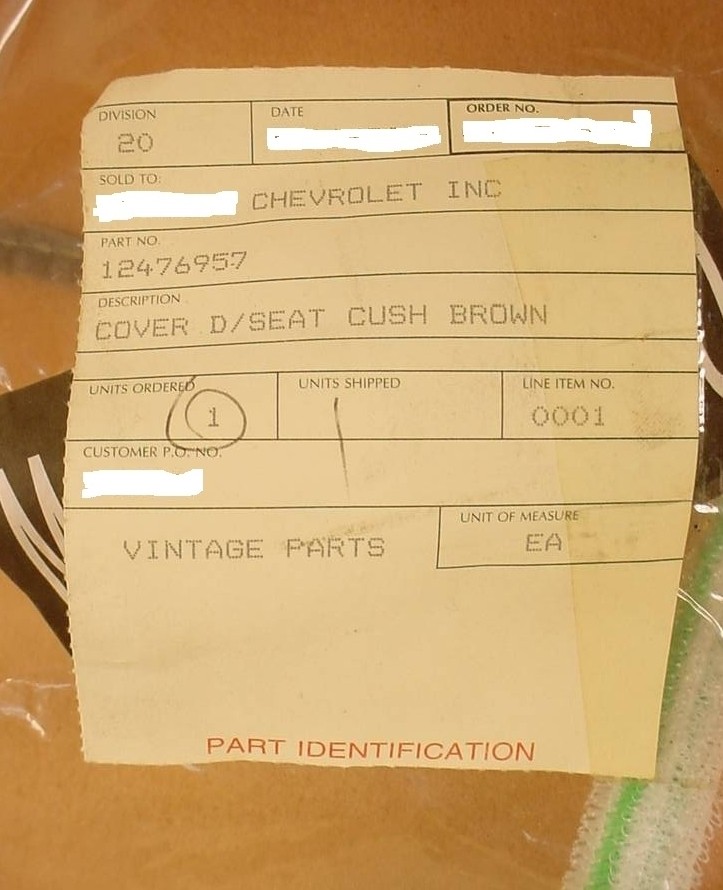 DIVISION DATE ORDER NO.
20
SOLD TO:
CHEVROLET INC
PART NO.
12476957
DESCRIPTION
COVER D/SEAT CUSH BROWN
UNITS ORDERED UNITS SHIPPED LINE ITEM NO.
1 0001
CUSTOMER P.O. NO.
UNIT OF MEASURE
VINTAGE PARTS EA
PART IDENTIFICATION